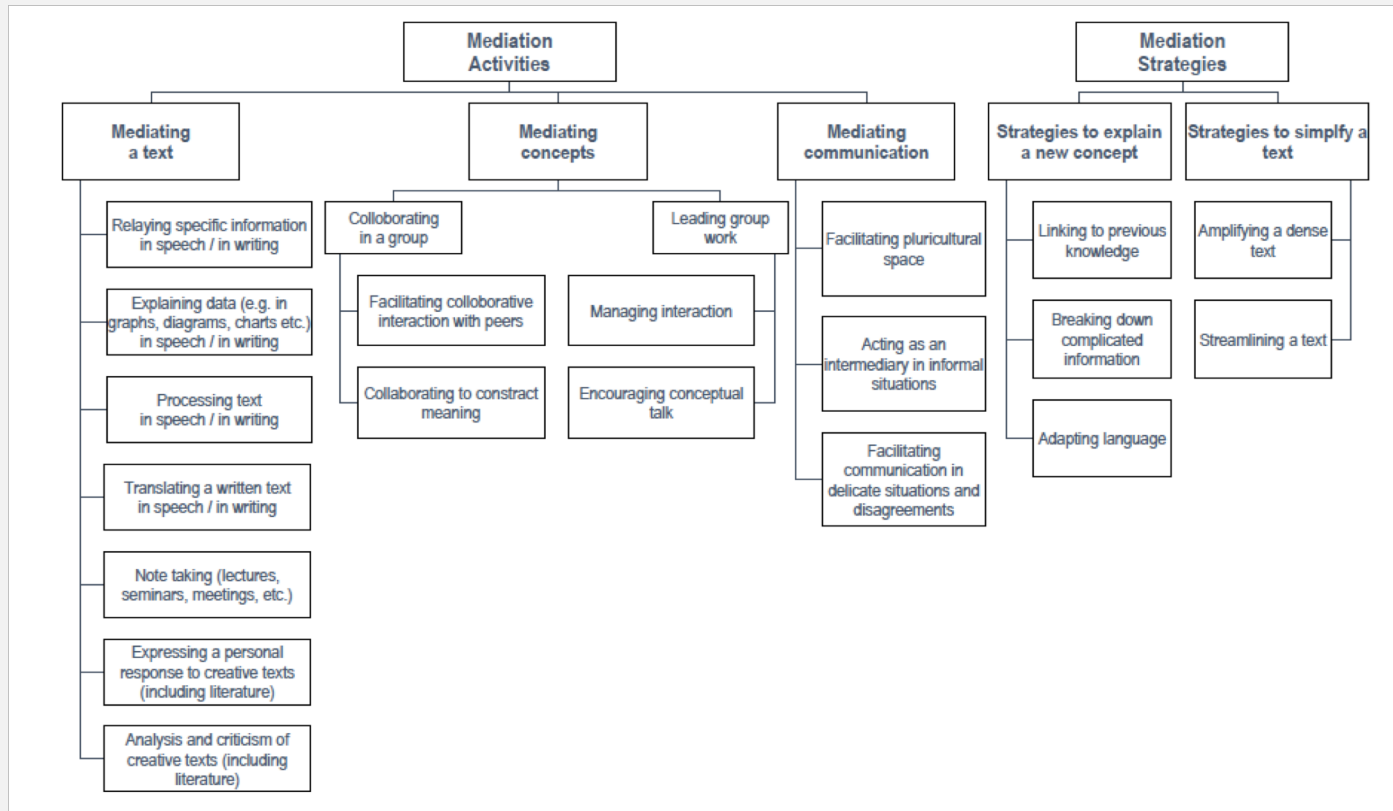 Mediation
Activities
Mediation
Strategies
Mediating
a text
Mediating
concepts
Mediating
communication
Strategies to explain
a new concept
Strategies to simplfy a
text
Relaying specific information
in speech / in writing
Explaining data (e.g. in
graphs, diagrams, charts etc.)
in speech / in writing
Processing text
in speech / in writing
Translating a written text
in speech / in writing
Note taking (lectures,
seminars, meetings, etc.)
Expressing a personal
response to creative texts
(including literature)
Analysis and criticism of
creative texts (including
literature)
Colloborating
in a group
Facilitating colloborative
interaction with peers
Collaborating to constract
meaning
Leading group
work
Managing interaction
Encouraging conceptual
talk
Facilitating pluricultural
space
Acting as an
intermediary in informal
situations
Facilitating
communication in
delicate situations and
disagreements
Linking to previous
knowledge
Breaking down
complicated
information
Adapting language
Amplifying a dense
text
Streamlining a text